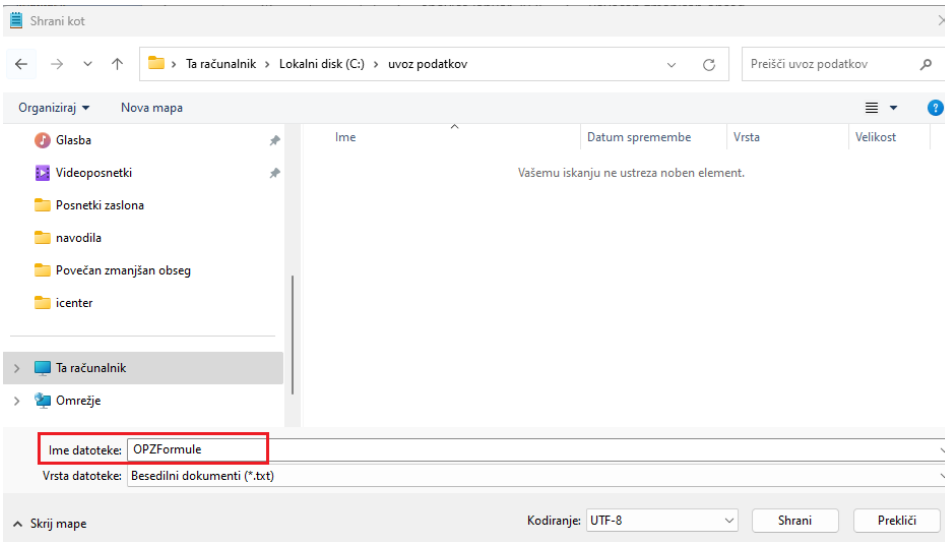 Shrani kot
Ta računalnik > Lokalni disk (C:) > uvoz podatkov
Preišči uvoz podatkov
Organiziraj
Nova mapa
Ime
Datum spremembe
Vrsta
Velikost
Glasba
Vašemu iskanju ne ustreza noben element.
Videoposnetki
Posnetki zaslona
navodila
Povečan zmanjšan obseg
icenter
Ta računalnik
Omrežje
Ime datoteke: OPZFormule
Vrsta datoteke: Besedilni dokumenti (*.txt)
Skrij mape
Kodiranje: UTF-8
Shrani
Prekliči